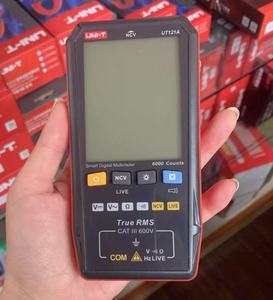 UNI-T
NCV
UT121A
Smart Digital Multimeter
6000 Counts
NCV
LIVE
V
V
Ω
NCV
LIVE
True RMS
CAT III 600V
COM
V Ω
Hz LIVE
UNI-T